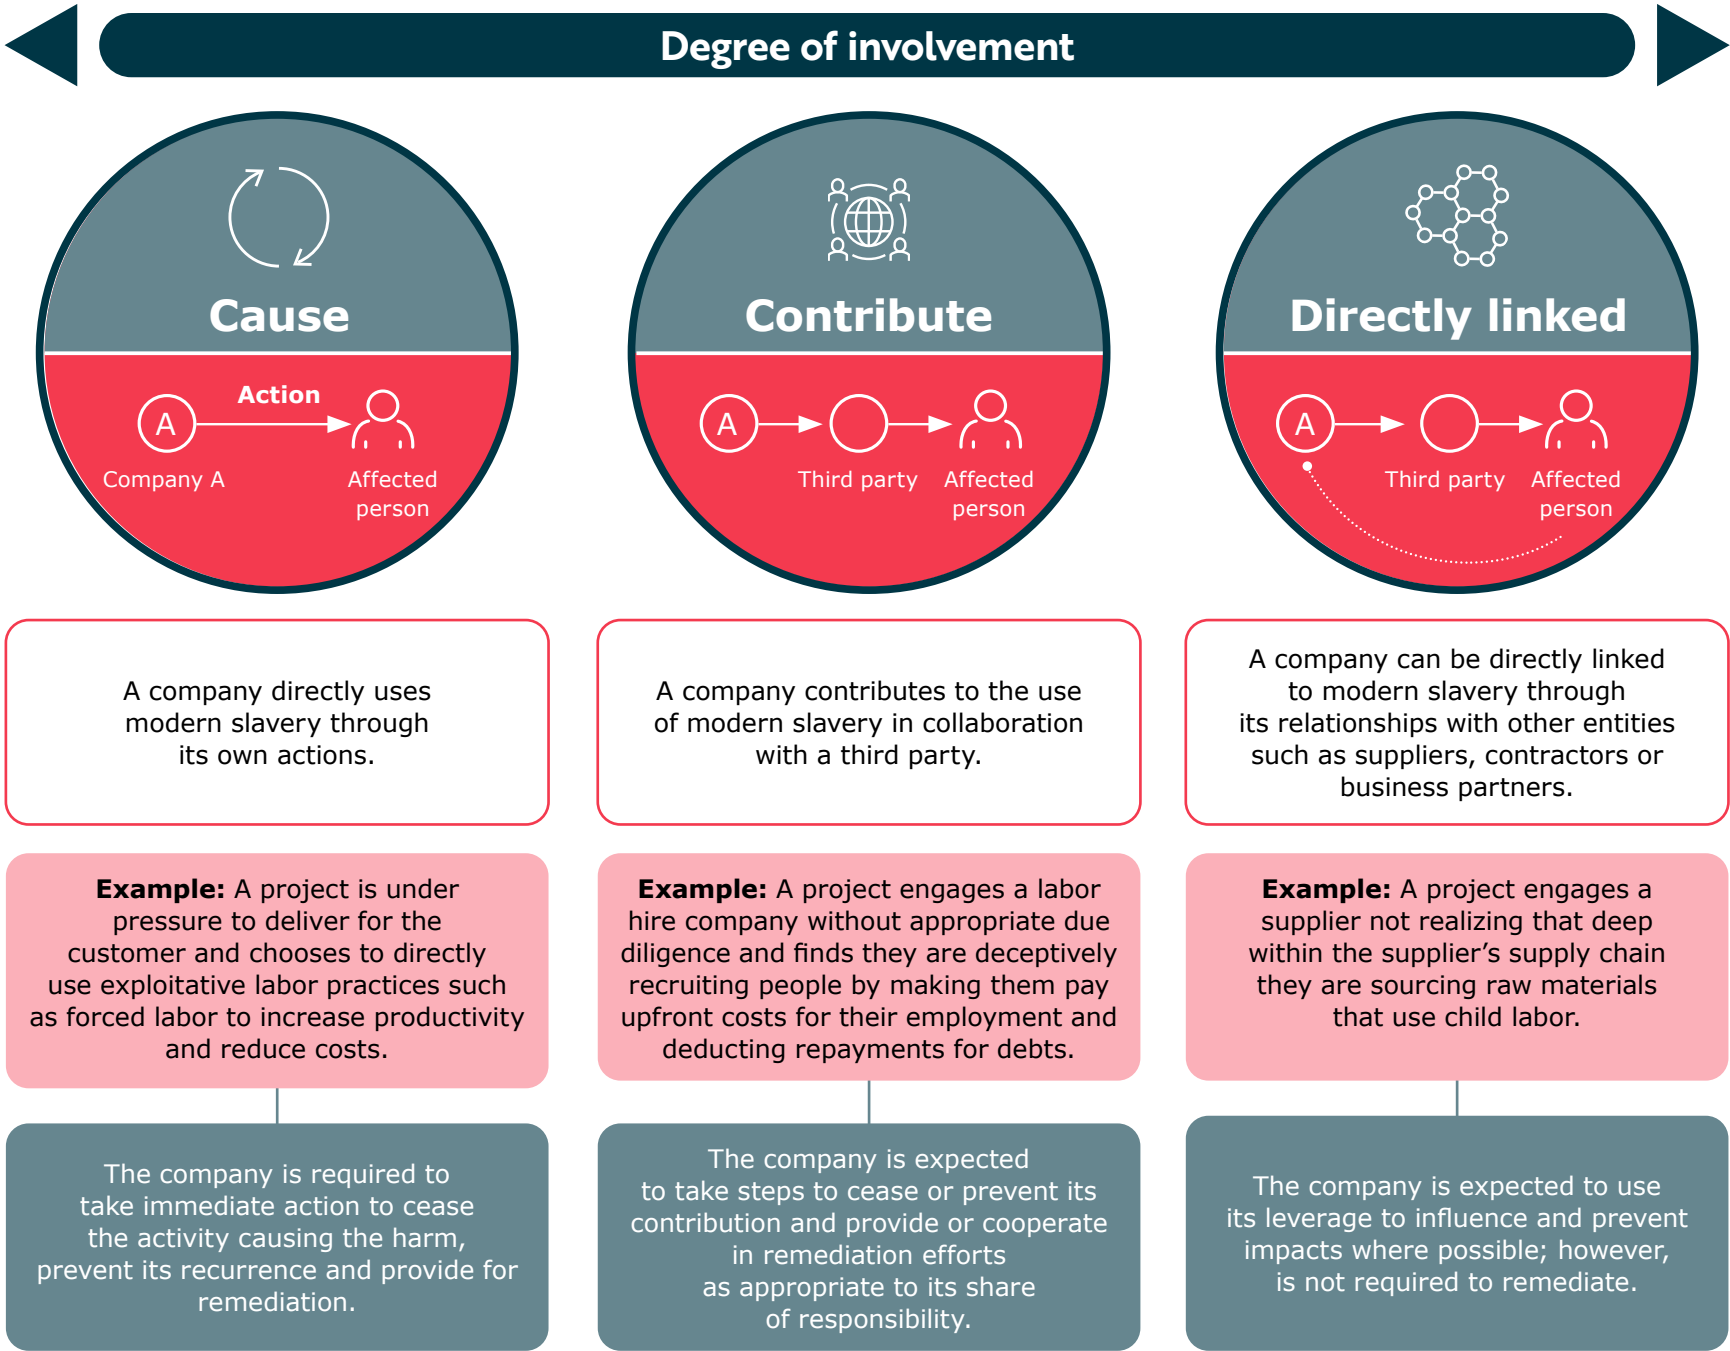 Degree of involvement
Cause
Action
A
Company A
Affected
person
A company directly uses
modern slavery through
its own actions.
Example: A project is under
pressure to deliver for the
customer and chooses to directly
use exploitative labor practices such
as forced labor to increase productivity
and reduce costs.
The company is required to
take immediate action to cease
the activity causing the harm,
prevent its recurrence and provide for
remediation.
Contribute
A
Third party
Affected
person
A company contributes to the use
of modern slavery in collaboration
with a third party.
Example: A project engages a labor
hire company without appropriate due
diligence and finds they are deceptively
recruiting people by making them pay
upfront costs for their employment and
deducting repayments for debts.
The company is expected
to take steps to cease or prevent its
contribution and provide or cooperate
in remediation efforts
as appropriate to its share
of responsibility.
Directly linked
A
Third party
Affected
person
A company can be directly linked
to modern slavery through
its relationships with other entities
such as suppliers, contractors or
business partners.
Example: A project engages a
supplier not realizing that deep
within the supplier’s supply chain
they are sourcing raw materials
that use child labor.
The company is expected to use
its leverage to influence and prevent
impacts where possible; however,
is not required to remediate.